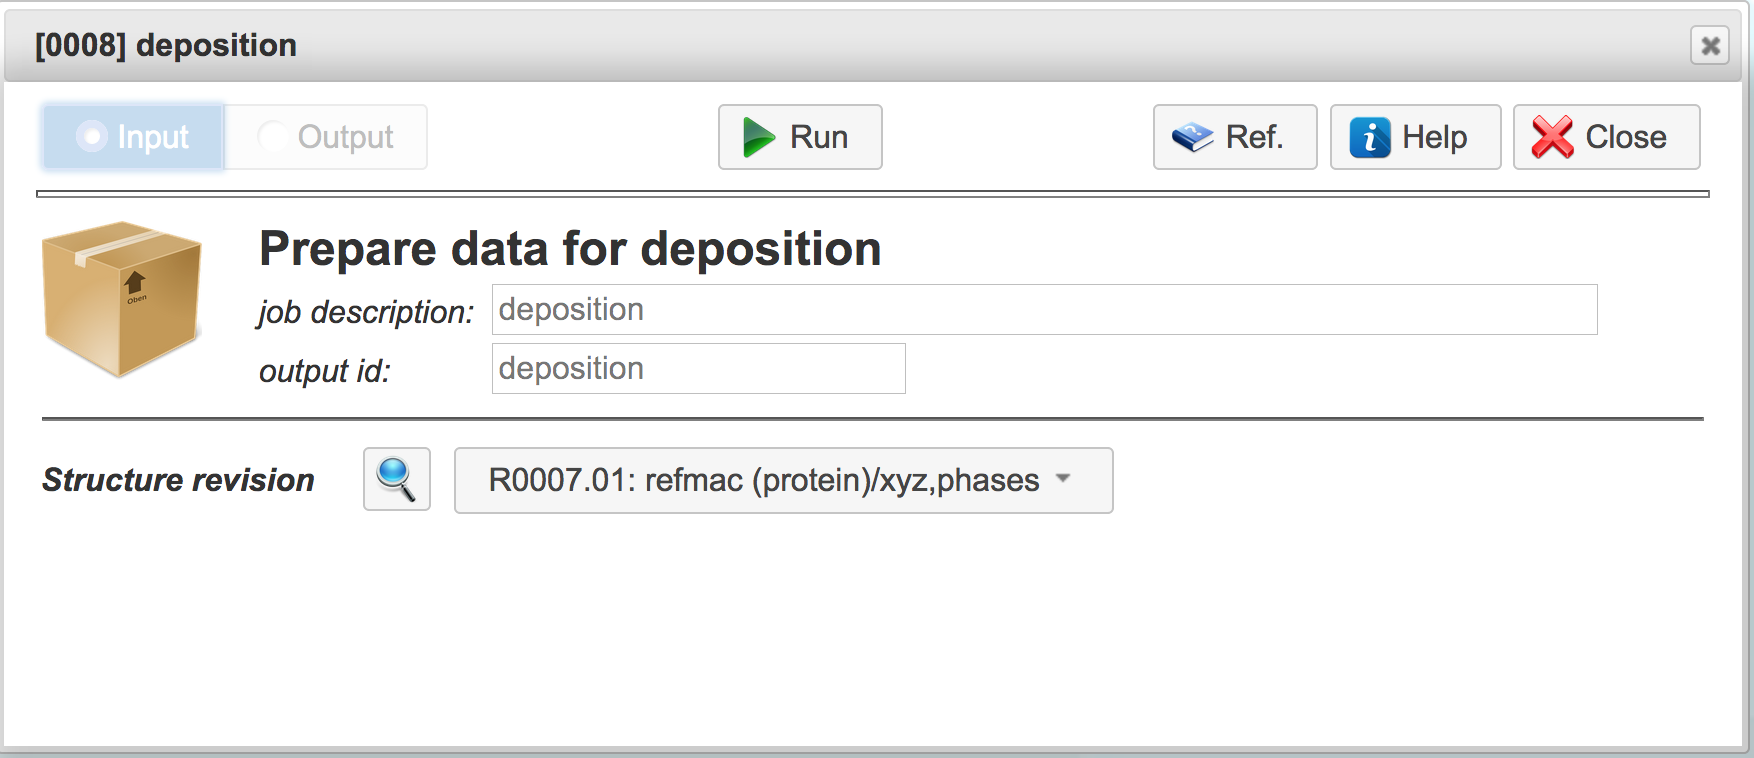 [0008] deposition
Input Output Run Ref. Help Close
Prepare data for deposition
job description: deposition
output id: deposition
Structure revision R0007.01: refmac (protein)/xyz,phases
Oben